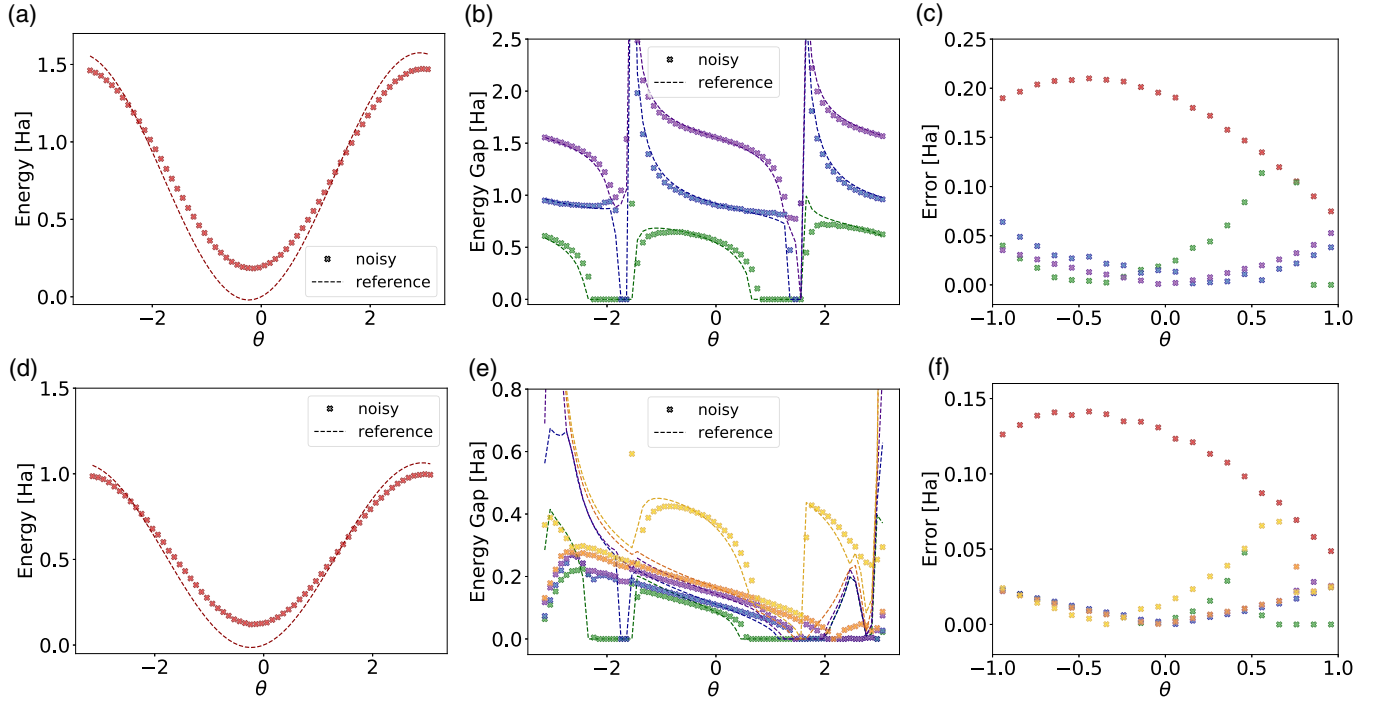 (a)
Energy [Ha]
1.5
1.0
0.5
0.0
−2
0
2
θ
noisy
reference
(b)
Energy Gap [Ha]
2.5
2.0
1.5
1.0
0.5
0.0
−2
0
2
θ
noisy
reference
(c)
Error [Ha]
0.25
0.20
0.15
0.10
0.05
0.00
−1.0
−0.5
0.0
0.5
1.0
θ
(d)
Energy [Ha]
1.5
1.0
0.5
0.0
−2
0
2
θ
noisy
reference
(e)
Energy Gap [Ha]
0.8
0.6
0.4
0.2
0.0
−2
0
2
θ
noisy
reference
(f)
Error [Ha]
0.15
0.10
0.05
0.00
−1.0
−0.5
0.0
0.5
1.0
θ